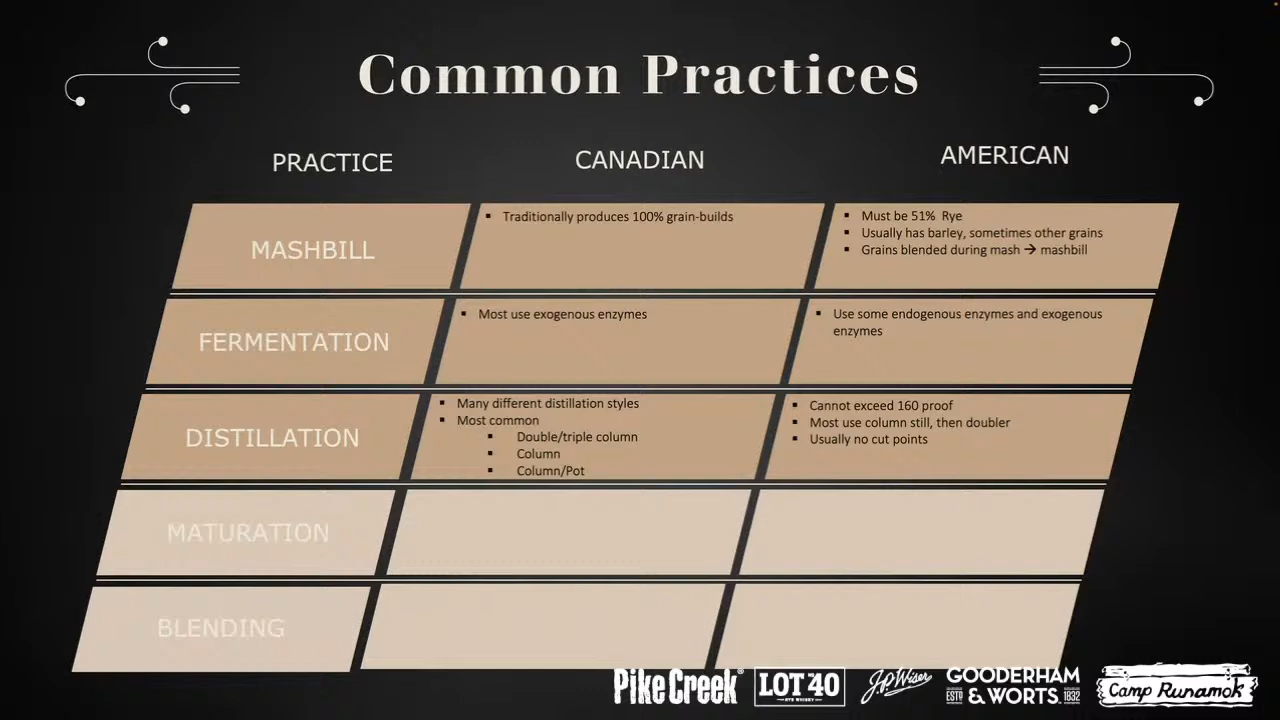 Common Practices
PRACTICE
CANADIAN
AMERICAN
MASHBILL
▪ Traditionally produces 100% grain-builds
▪ Must be 51% Rye
▪ Usually has barley, sometimes other grains
▪ Grains blended during mash → mashbill
FERMENTATION
▪ Most use exogenous enzymes
▪ Use some endogenous enzymes and exogenous
enzymes
DISTILLATION
▪ Many different distillation styles
▪ Most common
▪ Double/triple column
▪ Column
▪ Column/Pot
▪ Cannot exceed 160 proof
▪ Most use column still, then doubler
▪ Usually no cut points
MATURATION
BLENDING
Pike Creek®
LOT 40
RYE WHISKY
J.P. Wiser
GOODERHAM
ESTD & WORTS. 1832
Camp Runamok